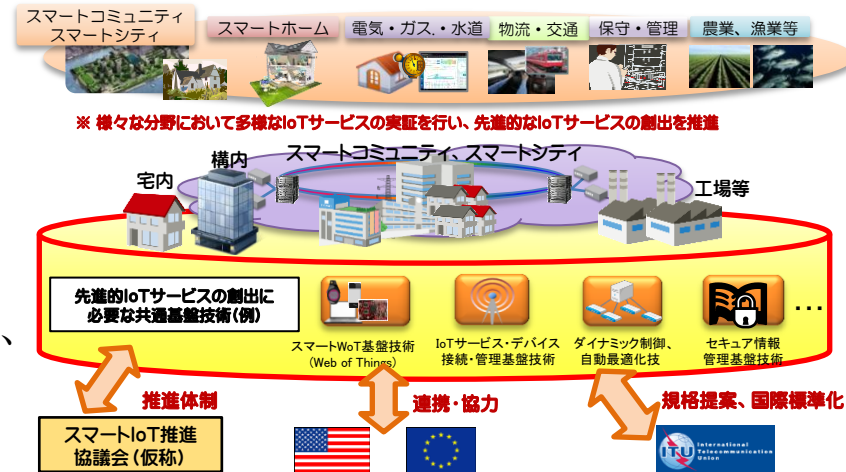 スマートコミュニティ
スマートシティ
スマートホーム
電気・ガス.・水道
物流・交通
保守・管理
農業、漁業等
※ 様々な分野において多様なIoTサービスの実証を行い、先進的なIoTサービスの創出を推進
スマートコミュニティ、スマートシティ
構内
宅内
工場等
先進的IoTサービスの創出に
必要な共通基盤技術(例)
スマートWoT基盤技術
(Web of Things)
IoTサービス・デバイス
接続・管理基盤技術
ダイナミック制御、
自動最適化技
セキュア情報
管理基盤技術
…
、
推進体制
連携・協力
規格提案、国際標準化
スマートIoT推進
協議会(仮称)
ITU
International
Telecommunication
Union